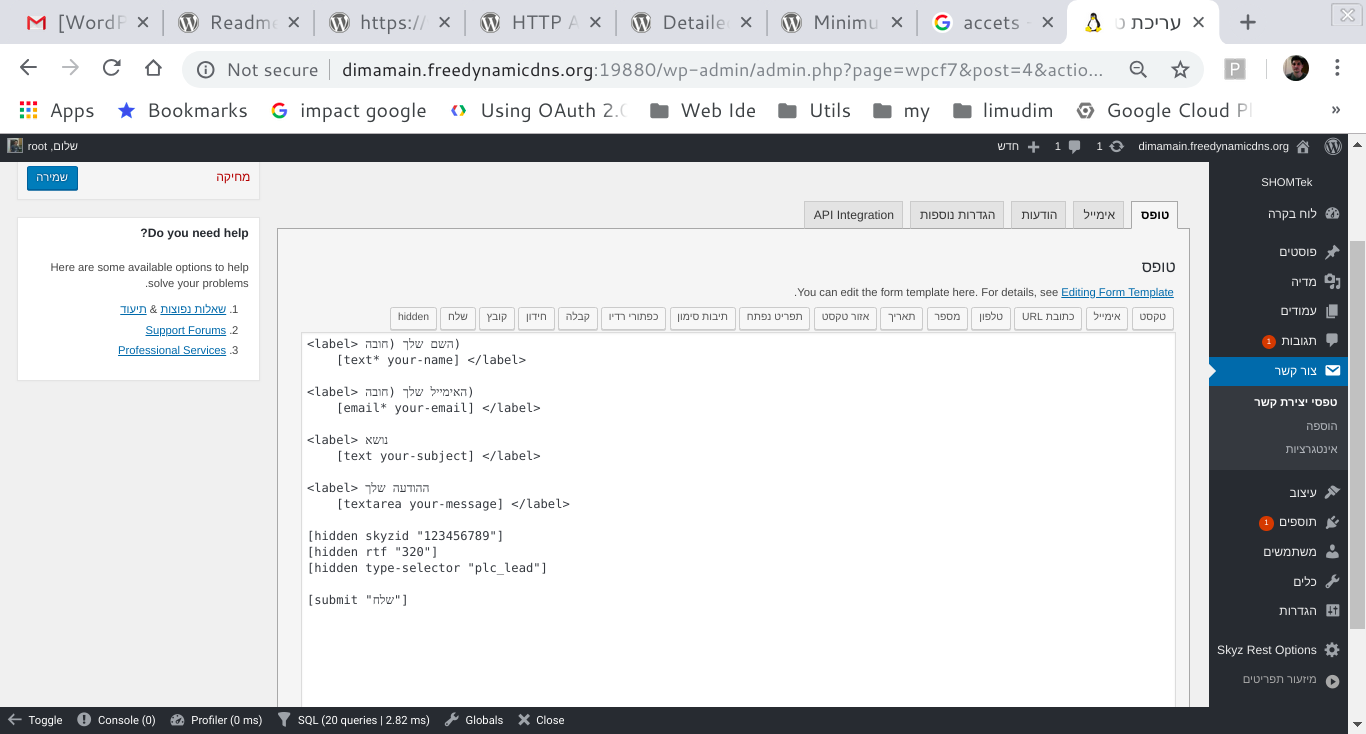 [WordP
Readme
https://
HTTP A
Detailed
Minimu
accets -
עריכת ט
Not secure
dimamain.freedynamicdns.org:19880/wp-admin/admin.php?page=wpcf7&post=4&actio...
P
Apps
Bookmarks
impact google
Using OAuth 2.0
Web Ide
Utils
my
limudim
Google Cloud Pl
»
dimamain.freedynamicdns.org
1
1
חדש
שלום, root
SHOMTek
לוח בקרה
פוסטים
מדיה
עמודים
תגובות 1
צור קשר
טפסי יצירת קשר
הוספה
אינטגרציות
עיצוב
תוספים 1
משתמשים
כלים
הגדרות
Skyz Rest Options
מיזעור תפריטים
טופס
אימייל
הודעות
הגדרות נוספות
API Integration
טופס
You can edit the form template here. For details, see Editing Form Template.
טקסט
אימייל
כתובת URL
טלפון
מספר
תאריך
אזור טקסט
תפריט נפתח
תיבות סימון
כפתורי רדיו
קבלה
חידון
קובץ
שלח
hidden
<label> השם שלך (חובה)
[text* your-name] </label>
<label> האימייל שלך (חובה)
[email* your-email] </label>
<label> נושא
[text your-subject] </label>
<label> ההודעה שלך
[textarea your-message] </label>
[hidden skyzid "123456789"]
[hidden rtf "320"]
[hidden type-selector "plc_lead"]
[submit "שלח"]
מחיקה
שמירה
Do you need help?
Here are some available options to help
solve your problems.
1. שאלות נפוצות & תיעוד
2. Support Forums
3. Professional Services
Toggle
Console (0)
Profiler (0 ms)
SQL (20 queries | 2.82 ms)
Globals
Close